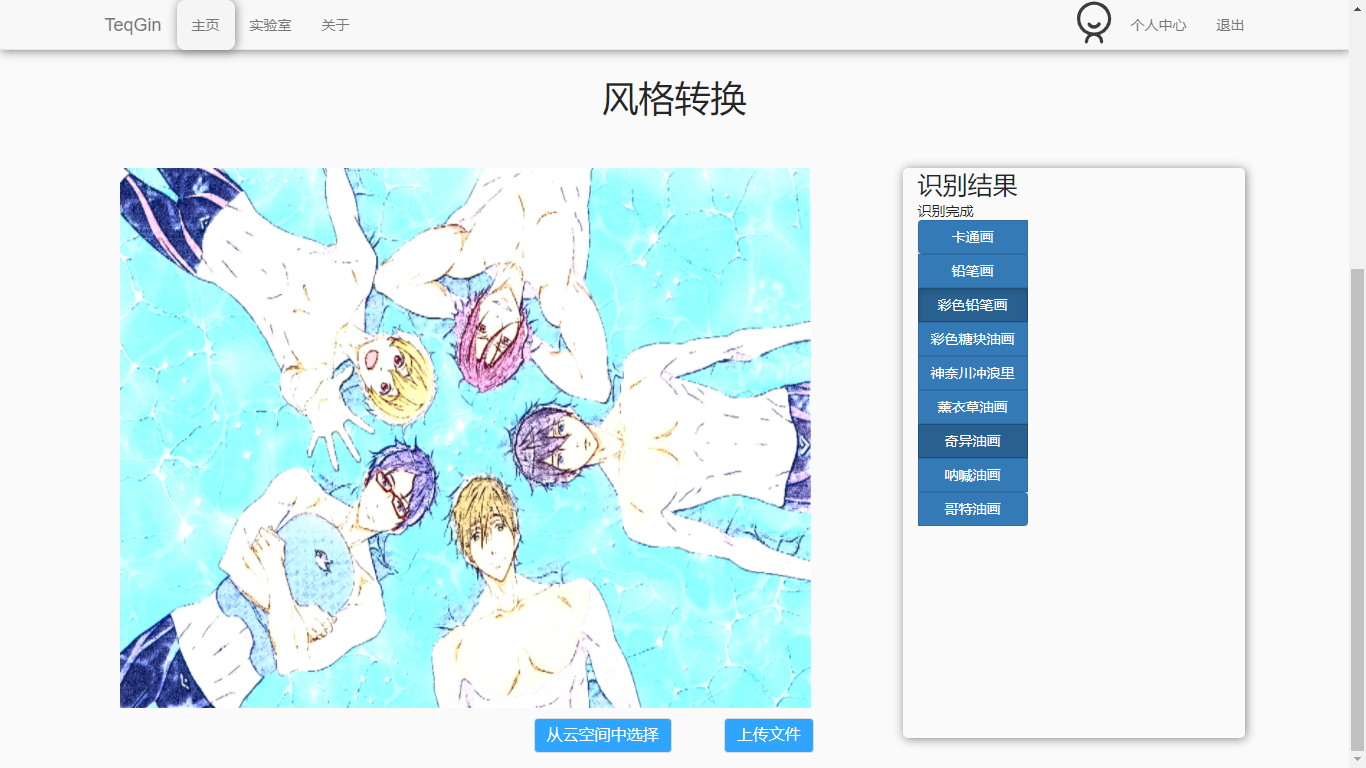 TeqGin 主页 实验室 关于 个人中心 退出
风格转换
识别结果
识别完成
卡通画
铅笔画
彩色铅笔画
彩色糖块油画
神奈川冲浪里
薰衣草油画
奇异油画
呐喊油画
哥特油画
从云空间中选择 上传文件